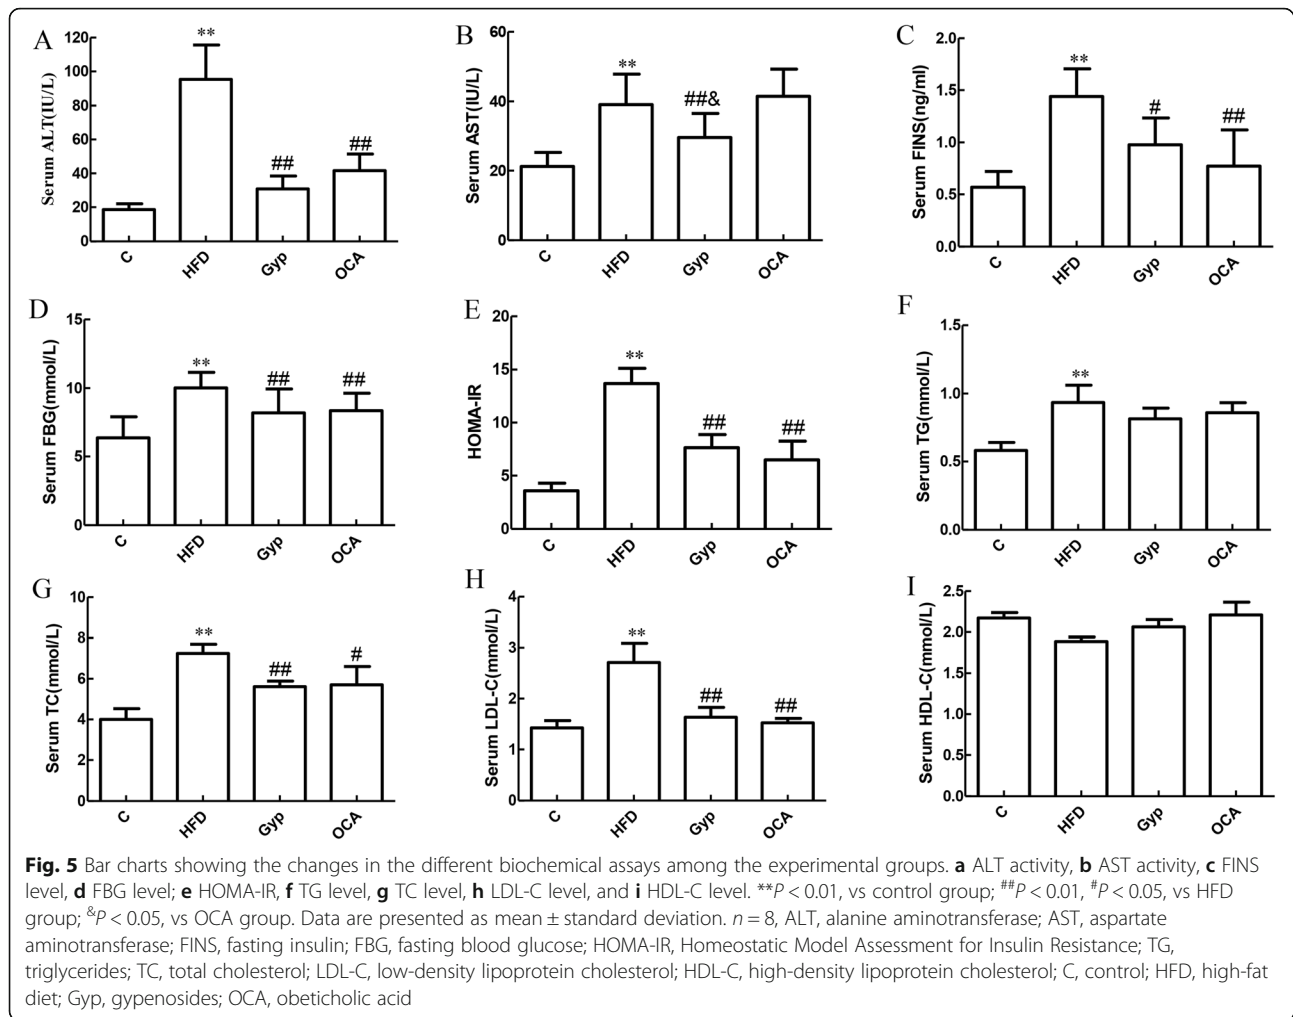 A
Serum ALT(IU/L)
120
100
80
60
40
20
0
**
##
##
C
HFD
Gyp
OCA
B
Serum AST(IU/L)
60
40
20
0
**
##&
C
HFD
Gyp
OCA
C
Serum FINS(ng/ml)
2.0
1.5
1.0
0.5
0.0
**
#
##
C
HFD
Gyp
OCA
D
Serum FBG(mmol/L)
15
10
5
0
**
##
##
C
HFD
Gyp
OCA
E
HOMA-IR
20
15
10
5
0
**
##
##
C
HFD
Gyp
OCA
F
Serum TG(mmol/L)
1.5
1.0
0.5
0.0
**
C
HFD
Gyp
OCA
G
Serum TC(mmol/L)
10
8
6
4
2
0
**
##
#
C
HFD
Gyp
OCA
H
Serum LDL-C(mmol/L)
4
3
2
1
0
**
##
##
C
HFD
Gyp
OCA
I
Serum HDL-C(mmol/L)
2.5
2.0
1.5
1.0
0.5
0.0
C
HFD
Gyp
OCA
Fig. 5 Bar charts showing the changes in the different biochemical assays among the experimental groups. a ALT activity, b AST activity, c FINS
level, d FBG level; e HOMA-IR, f TG level, g TC level, h LDL-C level, and i HDL-C level. **P < 0.01, vs control group; ##P < 0.01, #P < 0.05, vs HFD
group; &P < 0.05, vs OCA group. Data are presented as mean ± standard deviation. n = 8, ALT, alanine aminotransferase; AST, aspartate
aminotransferase; FINS, fasting insulin; FBG, fasting blood glucose; HOMA-IR, Homeostatic Model Assessment for Insulin Resistance; TG,
triglycerides; TC, total cholesterol; LDL-C, low-density lipoprotein cholesterol; HDL-C, high-density lipoprotein cholesterol; C, control; HFD, high-fat
diet; Gyp, gypenosides; OCA, obeticholic acid